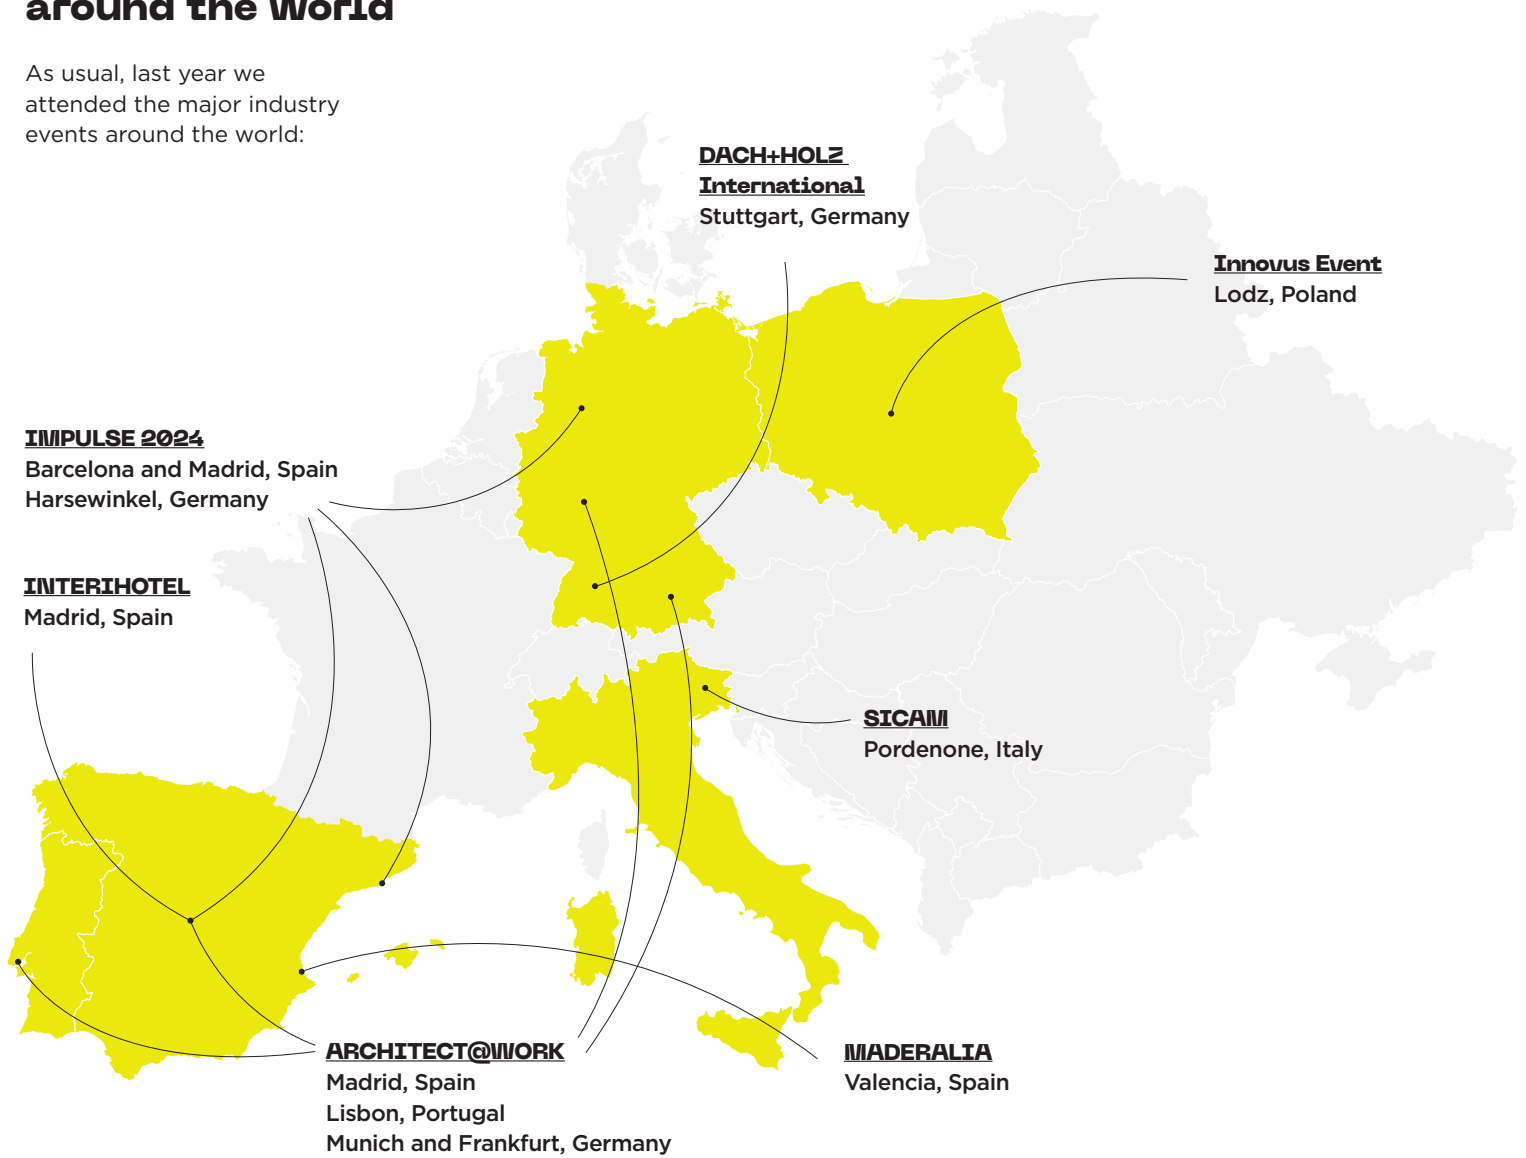 around the World
As usual, last year we
attended the major industry
events around the world:
DACH+HOLZ
International
Stuttgart, Germany
Innovus Event
Lodz, Poland
IMPULSE 2024
Barcelona and Madrid, Spain
Harsewinkel, Germany
INTERIHOTEL
Madrid, Spain
SICAM
Pordenone, Italy
ARCHITECT@WORK
Madrid, Spain
Lisbon, Portugal
Munich and Frankfurt, Germany
MADERALIA
Valencia, Spain